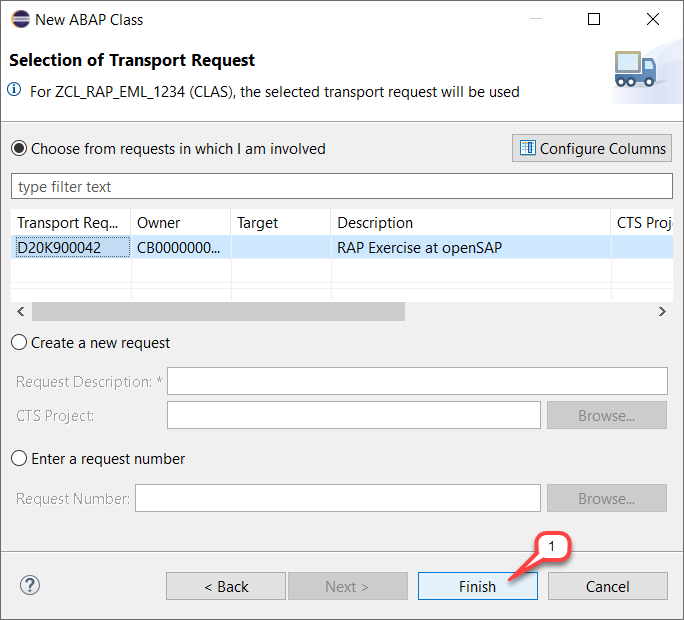 New ABAP Class
Selection of Transport Request
For ZCL_RAP_EML_1234 (CLAS), the selected transport request will be used
Choose from requests in which I am involved
Configure Columns
type filter text
Transport Req... Owner Target Description CTS Proj
D20K900042 CB0000000... RAP Exercise at openSAP
Create a new request
Request Description: *
CTS Project: Browse...
Enter a request number
Request Number: Browse...
1
? < Back Next > Finish Cancel